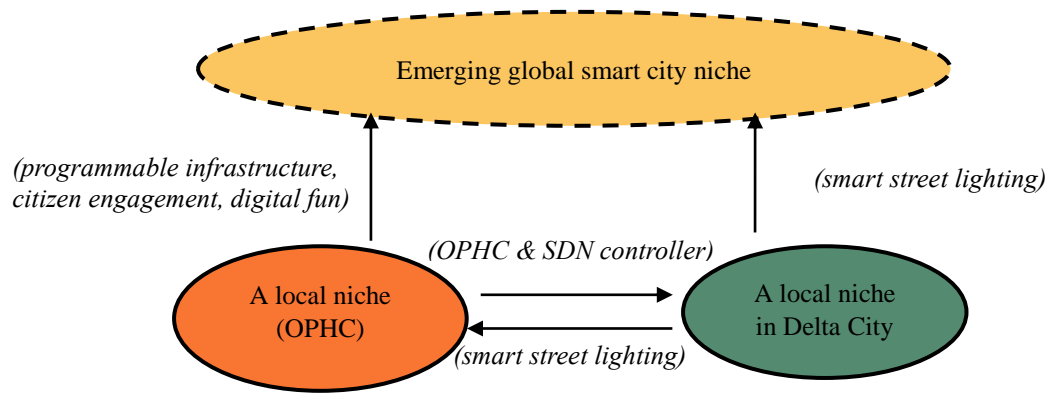 Emerging global smart city niche
(programmable infrastructure,
citizen engagement, digital fun)
(smart street lighting)
(OPHC & SDN controller)
A local niche
(OPHC)
A local niche
in Delta City
(smart street lighting)